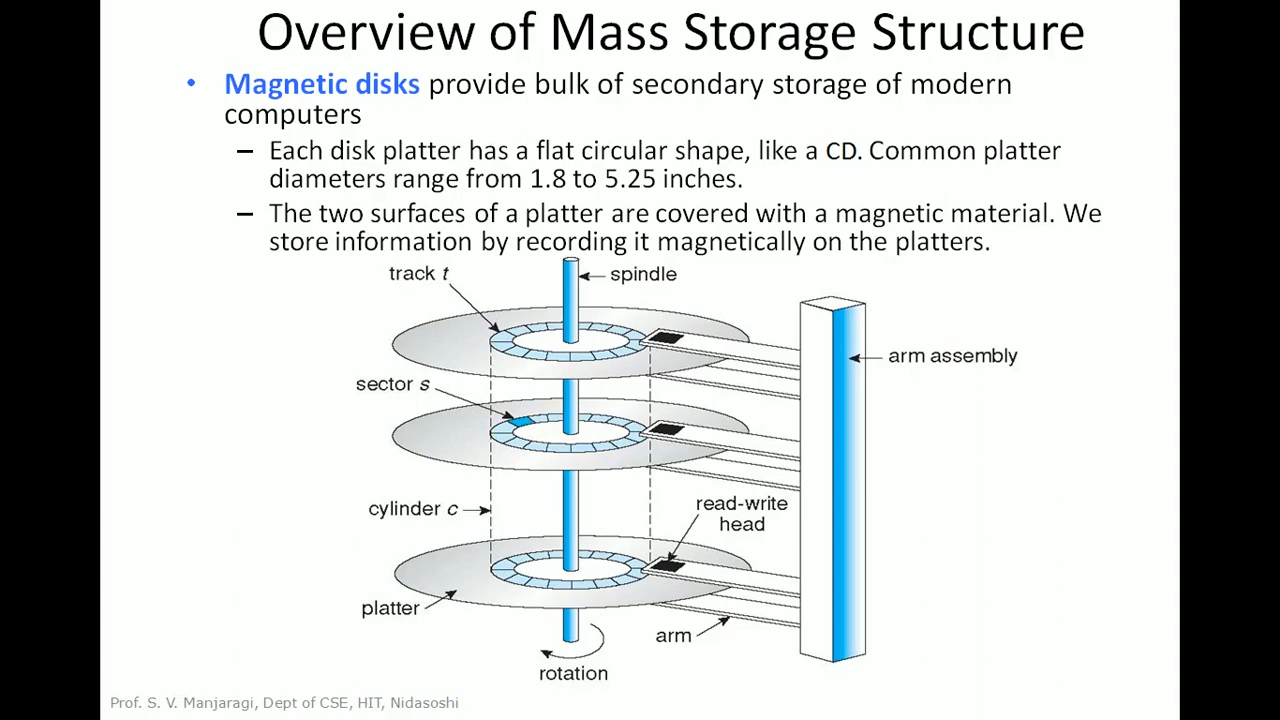 Overview of Mass Storage Structure
• Magnetic disks provide bulk of secondary storage of modern
computers
– Each disk platter has a flat circular shape, like a CD. Common platter
diameters range from 1.8 to 5.25 inches.
– The two surfaces of a platter are covered with a magnetic material. We
store information by recording it magnetically on the platters.
track t
spindle
arm assembly
sector s
cylinder c
read-write
head
platter
arm
rotation
Prof. S. V. Manjaragi, Dept of CSE, HIT, Nidasoshi